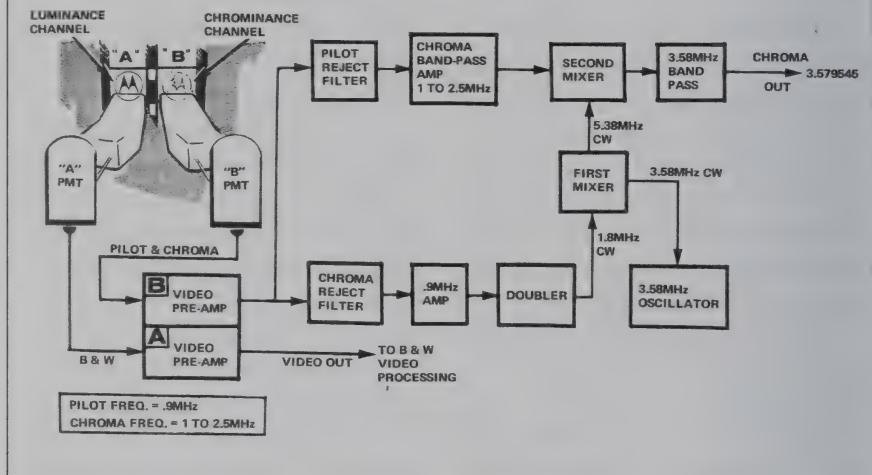 LUMINANCE
CHANNEL
CHROMINANCE
CHANNEL
"A"
"B"
"A"
PMT
"B"
PMT
PILOT
REJECT
FILTER
CHROMA
BAND-PASS
AMP
1 TO 2.5MHz
SECOND
MIXER
3.58MHz
BAND
PASS
CHROMA
OUT
3.579545
5.38MHz
CW
FIRST
MIXER
3.58MHz CW
1.8MHz
CW
PILOT & CHROMA
B
VIDEO
PRE-AMP
CHROMA
REJECT
FILTER
.9MHz
AMP
DOUBLER
3.58MHz
OSCILLATOR
A
VIDEO
PRE-AMP
B & W
VIDEO OUT
TO B & W
VIDEO
PROCESSING
PILOT FREQ. = .9MHz
CHROMA FREQ. = 1 TO 2.5MHz